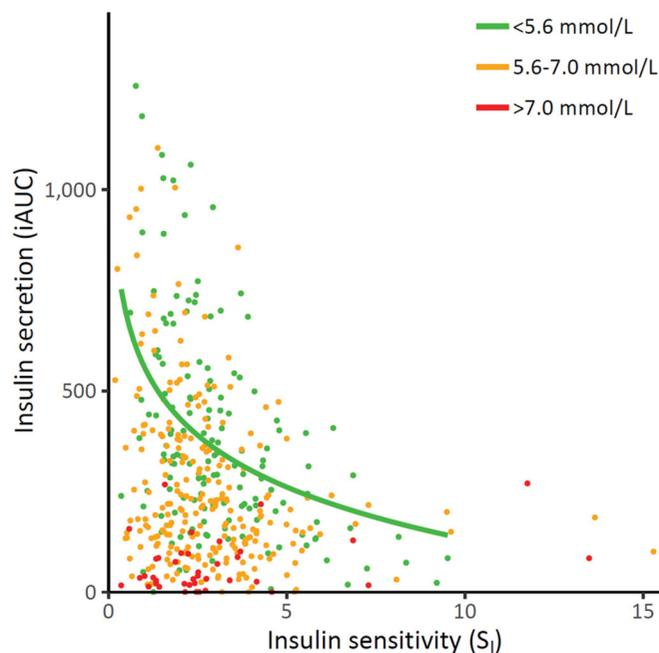 <5.6 mmol/L
5.6-7.0 mmol/L
>7.0 mmol/L
Insulin secretion (iAUC)
1,000
500
0
0 5 10 15
Insulin sensitivity (SI)